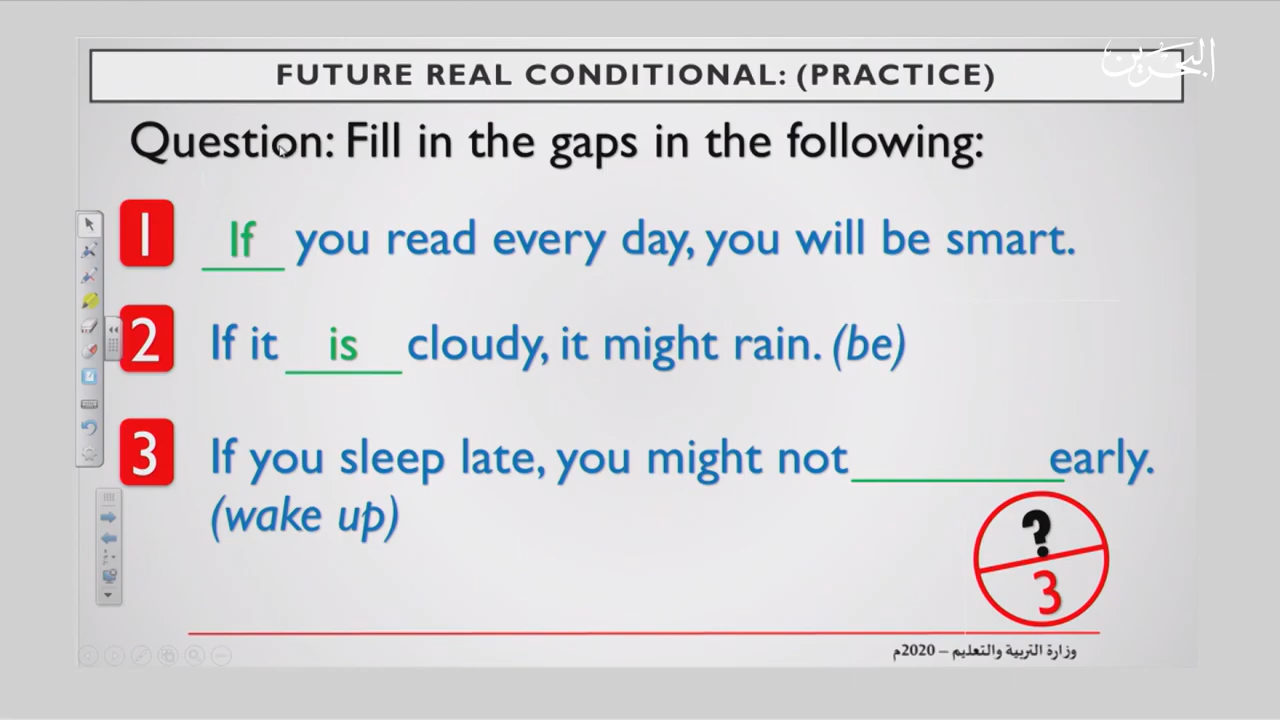 البحرين
FUTURE REAL CONDITIONAL: (PRACTICE)
Question: Fill in the gaps in the following:
1 If you read every day, you will be smart.
2 If it is cloudy, it might rain. (be)
3 If you sleep late, you might not early.
(wake up)
?
3
وزارة التربية والتعليم – 2020م